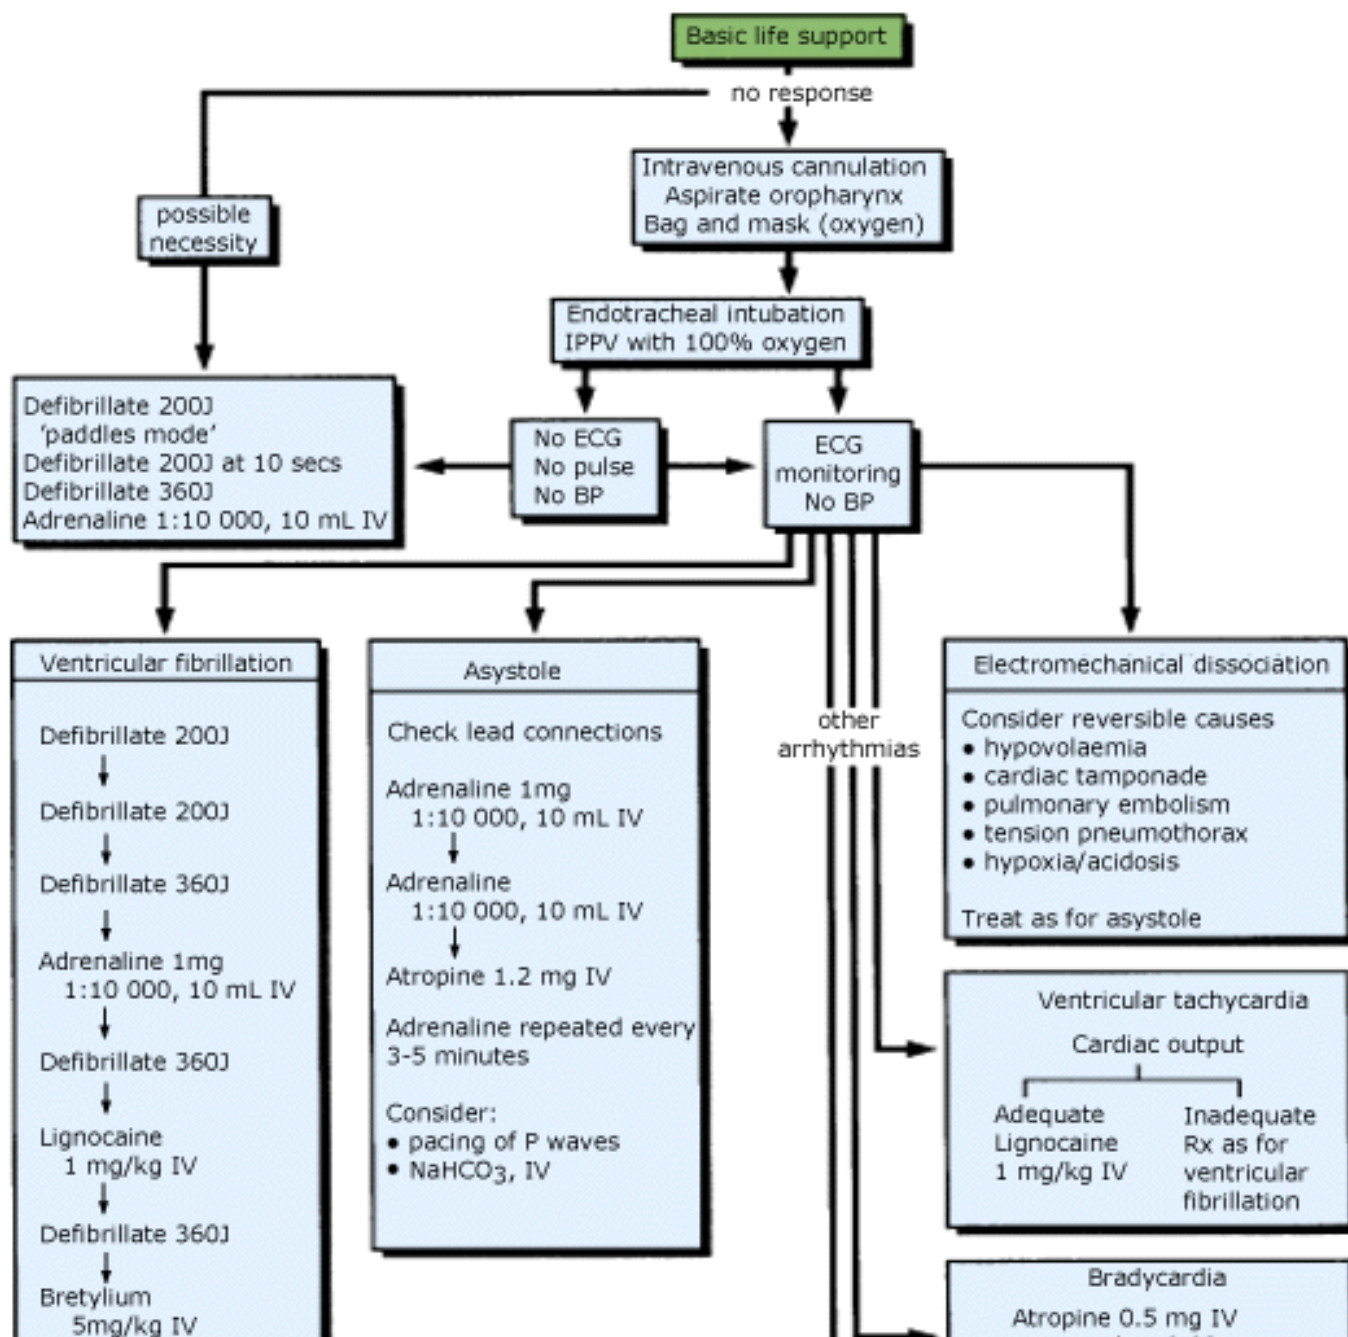 Basic life support
no response
possible
necessity
Intravenous cannulation
Aspirate oropharynx
Bag and mask (oxygen)
Endotracheal intubation
IPPV with 100% oxygen
Defibrillate 200J
'paddles mode'
Defibrillate 200J at 10 secs
Defibrillate 360J
Adrenaline 1:10 000, 10 mL IV
No ECG
No pulse
No BP
ECG
monitoring
No BP
Ventricular fibrillation
Defibrillate 200J
Defibrillate 200J
Defibrillate 360J
Adrenaline 1mg
1:10 000, 10 mL IV
Defibrillate 360J
Lignocaine
1 mg/kg IV
Defibrillate 360J
Bretylium
5mg/kg IV
Asystole
Check lead connections
Adrenaline 1mg
1:10 000, 10 mL IV
Adrenaline
1:10 000, 10 mL IV
Atropine 1.2 mg IV
Adrenaline repeated every
3-5 minutes
Consider:
• pacing of P waves
• NaHCO3, IV
other
arrhythmias
Electromechanical dissociation
Consider reversible causes
• hypovolaemia
• cardiac tamponade
• pulmonary embolism
• tension pneumothorax
• hypoxia/acidosis
Treat as for asystole
Ventricular tachycardia
Cardiac output
Adequate
Lignocaine
1 mg/kg IV
Inadequate
Rx as for
ventricular
fibrillation
Bradycardia
Atropine 0.5 mg IV